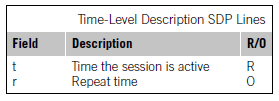 Time-Level Description SDP Lines
Field Description R/O
t Time the session is active R
r Repeat time O